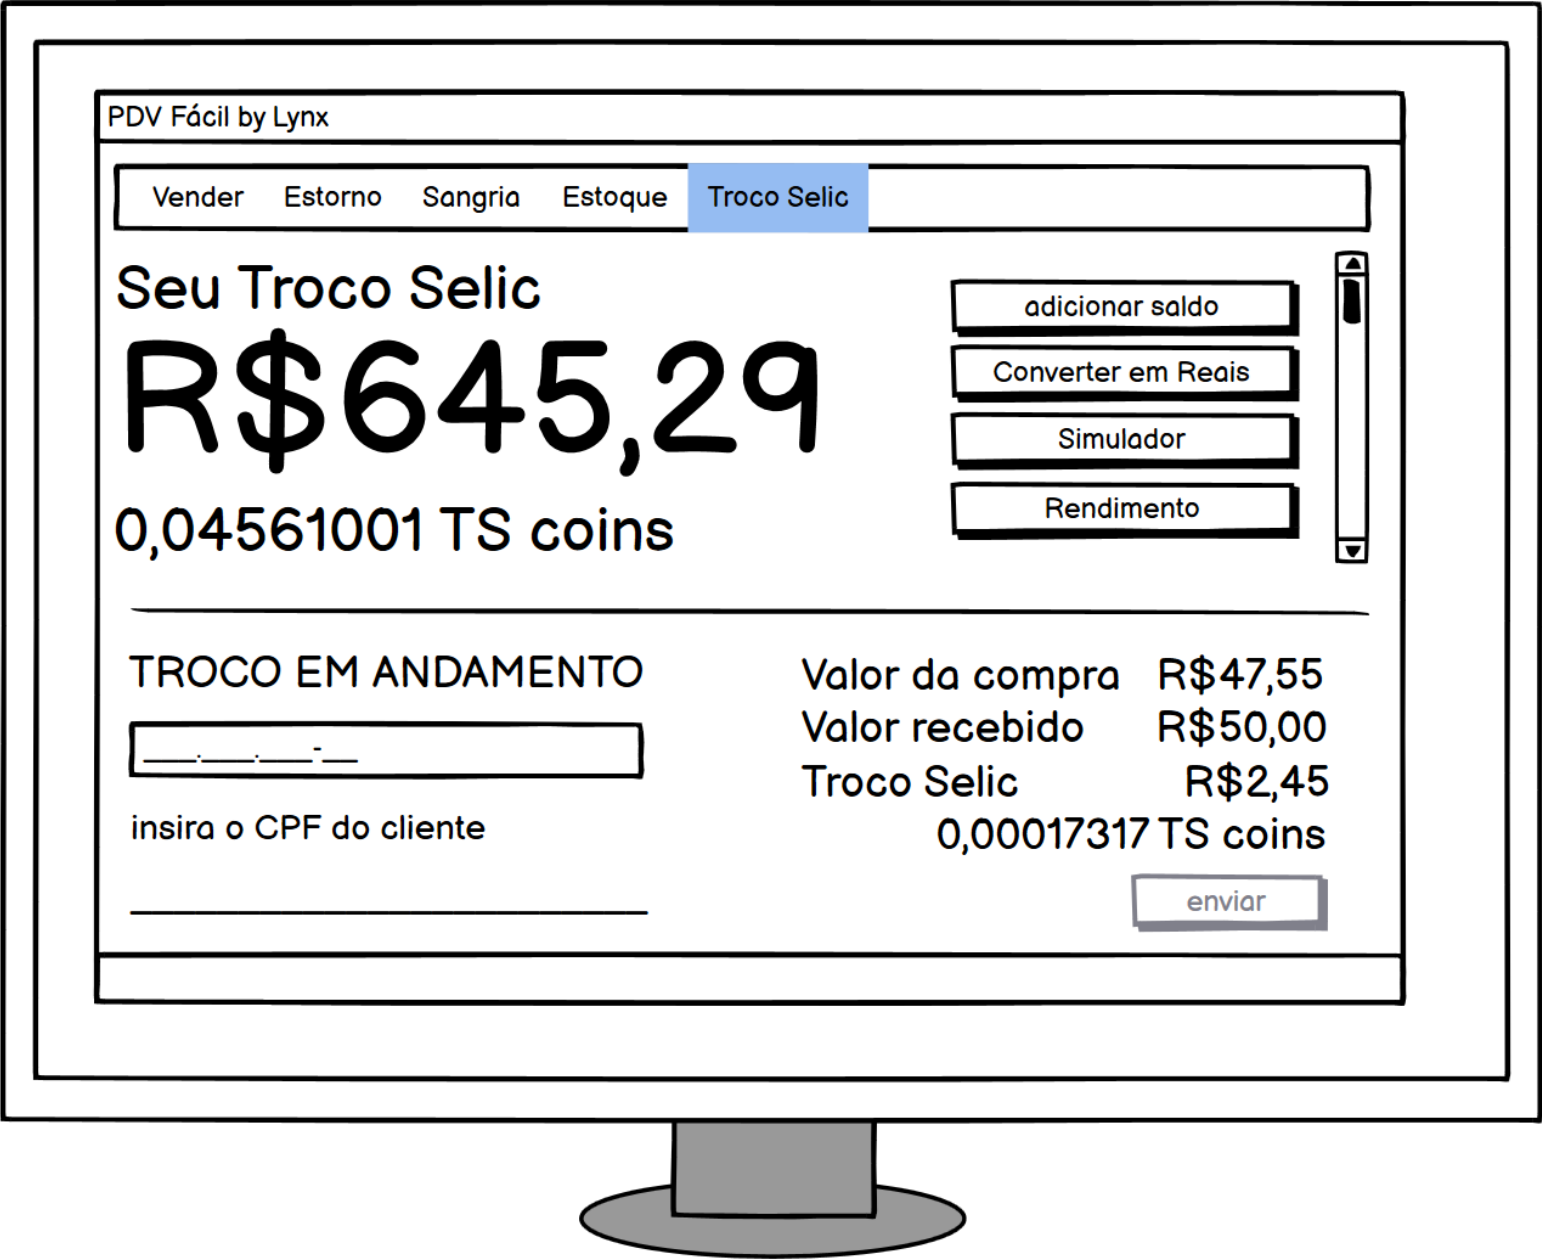 PDV Fácil by Lynx
Vender Estorno Sangria Estoque Troco Selic
Seu Troco Selic
R$645,29
0,04561001 TS coins
adicionar saldo
Converter em Reais
Simulador
Rendimento
TROCO EM ANDAMENTO
___.___.___-__
insira o CPF do cliente
Valor da compra R$47,55
Valor recebido R$50,00
Troco Selic R$2,45
0,00017317 TS coins
enviar